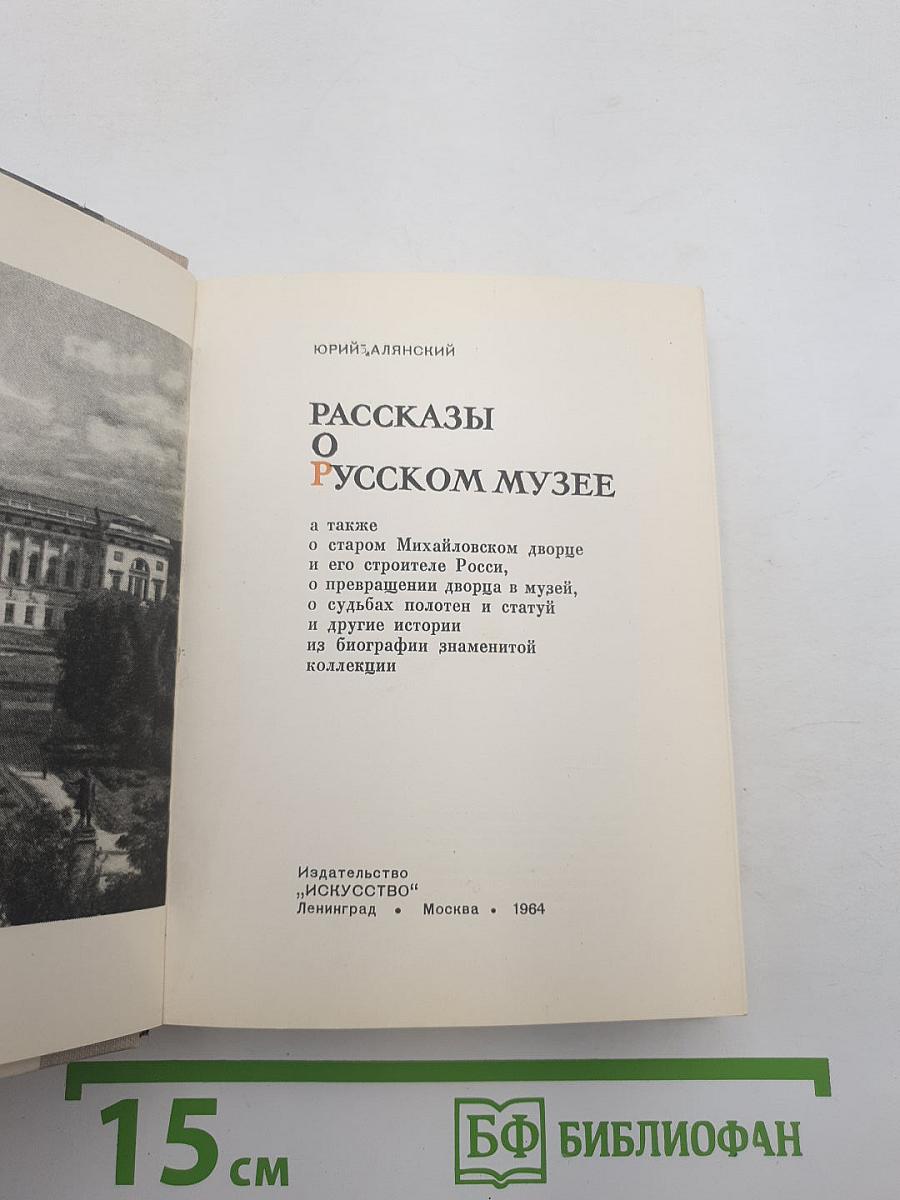 ЮРИЙ АЛЯНСКИЙ
РАССКАЗЫ
О
РУССКОМ МУЗЕЕ
а также
о старом Михайловском дворце
и его строителе Росси,
о превращении дворца в музей,
о судьбах полотен и статуй
и другие истории
из биографии знаменитой
коллекции
Издательство
„ИСКУССТВО“
Ленинград • Москва • 1964
15 см
БФ БИБЛИОФАН